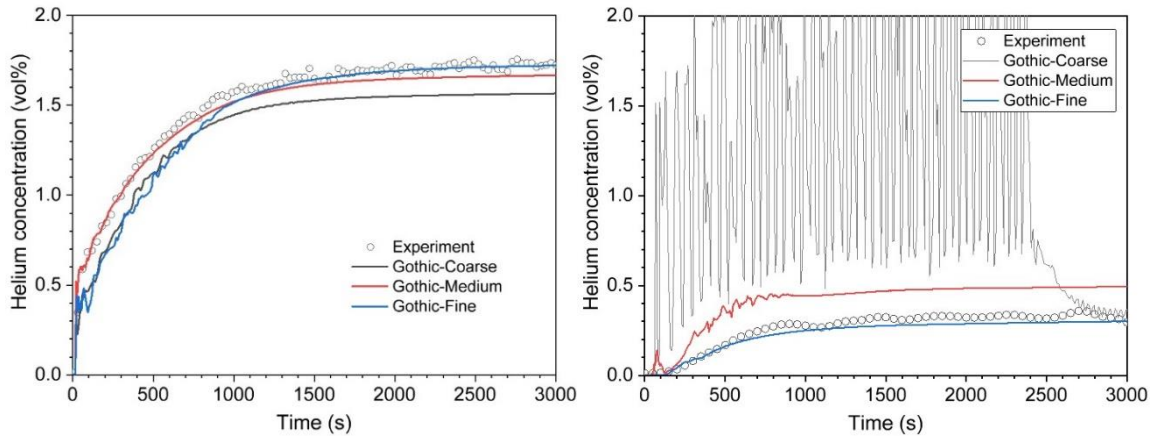 2.0
1.5
1.0
0.5
0.0
Helium concentration (vol%)
Experiment
Gothic-Coarse
Gothic-Medium
Gothic-Fine
0 500 1000 1500 2000 2500 3000
Time (s)
2.0
1.5
1.0
0.5
0.0
Helium concentration (vol%)
Experiment
Gothic-Coarse
Gothic-Medium
Gothic-Fine
0 500 1000 1500 2000 2500 3000
Time (s)